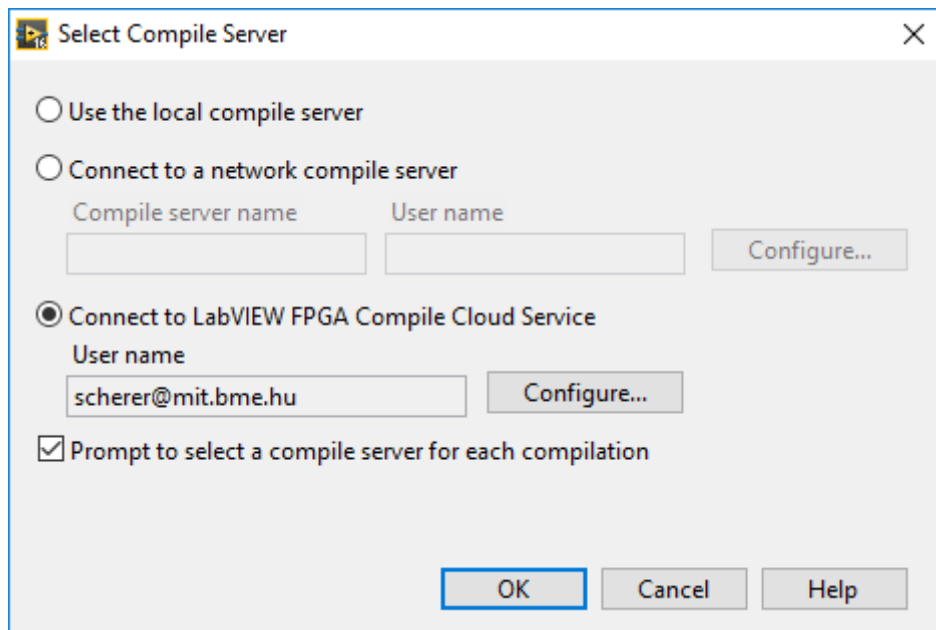 Select Compile Server
Use the local compile server
Connect to a network compile server
Compile server name User name
Configure...
Connect to LabVIEW FPGA Compile Cloud Service
User name
scherer@mit.bme.hu Configure...
Prompt to select a compile server for each compilation
OK Cancel Help